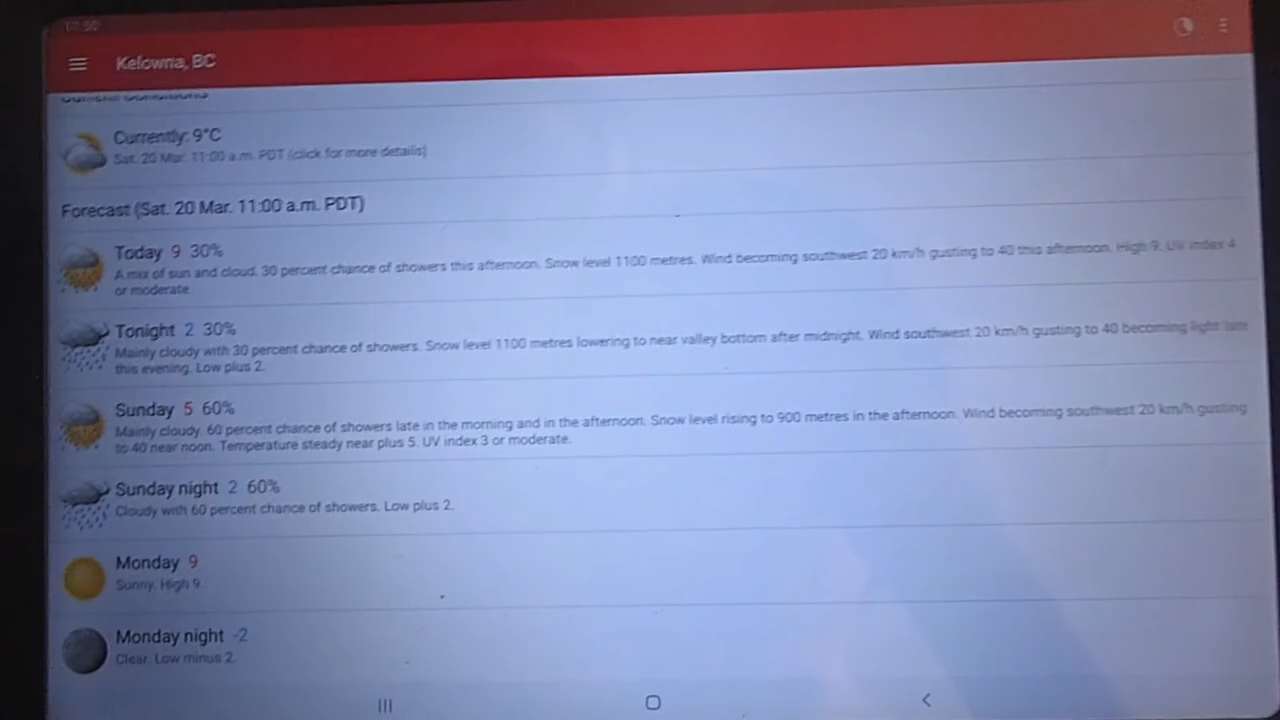 Kelowna, BC
Currently: 9°C
Sat. 20 Mar. 11:00 a.m. PDT (click for more details)
Forecast (Sat. 20 Mar. 11:00 a.m. PDT)
Today 9 30%
A mix of sun and cloud. 30 percent chance of showers this afternoon. Snow level 1100 metres. Wind becoming southwest 20 km/h gusting to 40 this afternoon. High 9. UV index 4
or moderate.
Tonight 2 30%
Mainly cloudy with 30 percent chance of showers. Snow level 1100 metres lowering to near valley bottom after midnight. Wind southwest 20 km/h gusting to 40 becoming light late
this evening. Low plus 2.
Sunday 5 60%
Mainly cloudy. 60 percent chance of showers late in the morning and in the afternoon. Snow level rising to 900 metres in the afternoon. Wind becoming southwest 20 km/h gusting
to 40 near noon. Temperature steady near plus 5. UV index 3 or moderate.
Sunday night 2 60%
Cloudy with 60 percent chance of showers. Low plus 2.
Monday 9
Sunny. High 9.
Monday night -2
Clear. Low minus 2.